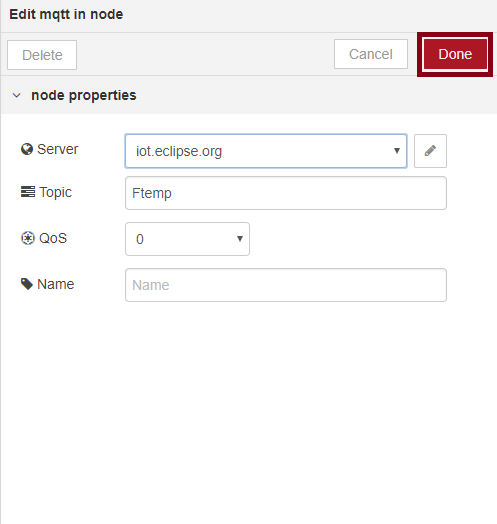 Edit mqtt in node
Delete
Cancel
Done
node properties
Server
iot.eclipse.org
Topic
Ftemp
QoS
0
Name
Name